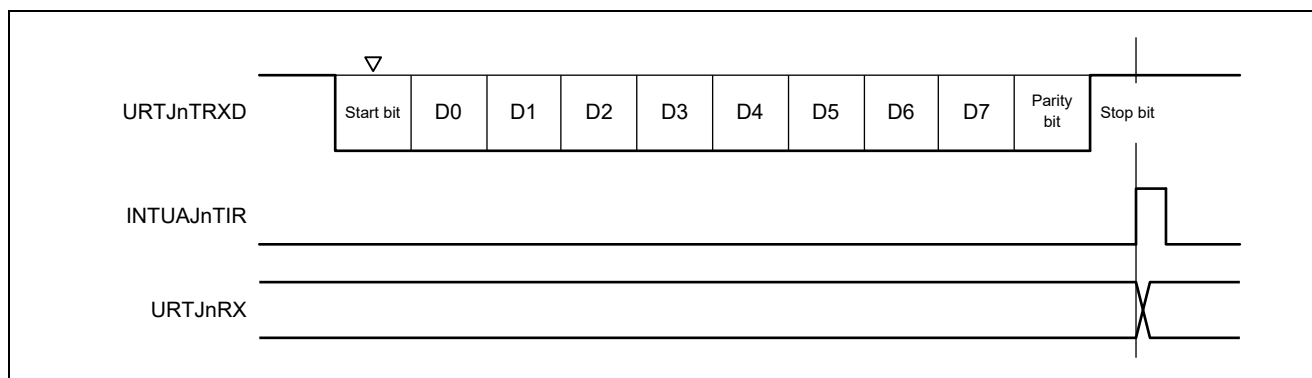 URTJnTRXD
Start bit D0 D1 D2 D3 D4 D5 D6 D7 Parity
bit Stop bit
INTUAJnTIR
URTJnRX